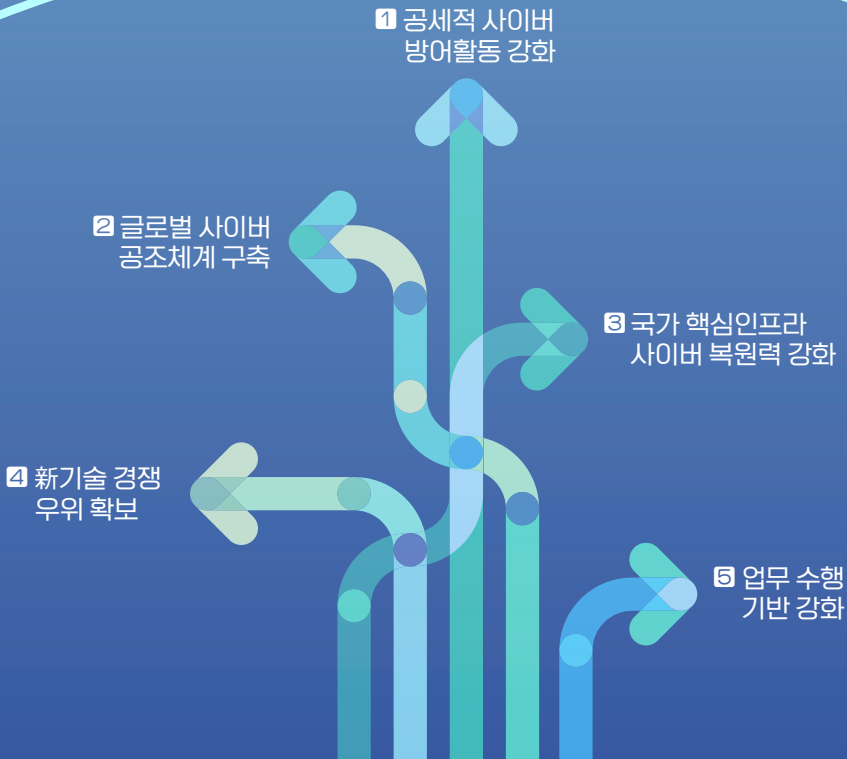 1 공세적 사이버
방어활동 강화
2 글로벌 사이버
공조체계 구축
3 국가 핵심인프라
사이버 복원력 강화
4 新기술 경쟁
우위 확보
5 업무 수행
기반 강화